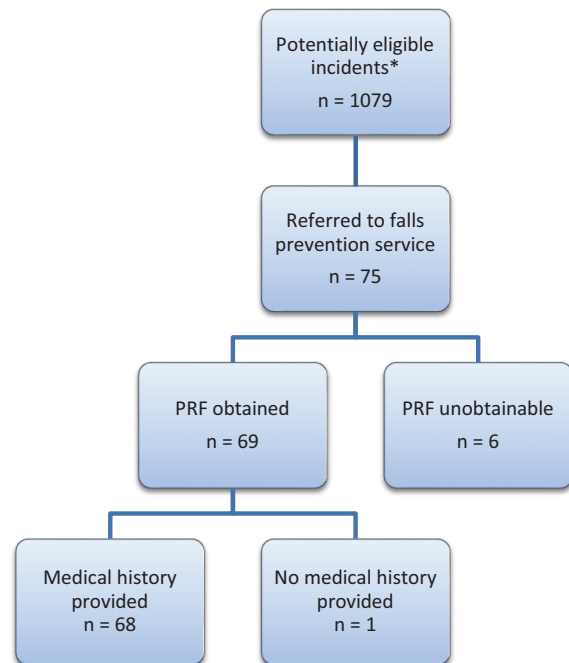 Potentially eligible
incidents*
n = 1079
Referred to falls
prevention service
n = 75
PRF obtained
n = 69
PRF unobtainable
n = 6
Medical history
provided
n = 68
No medical history
provided
n = 1